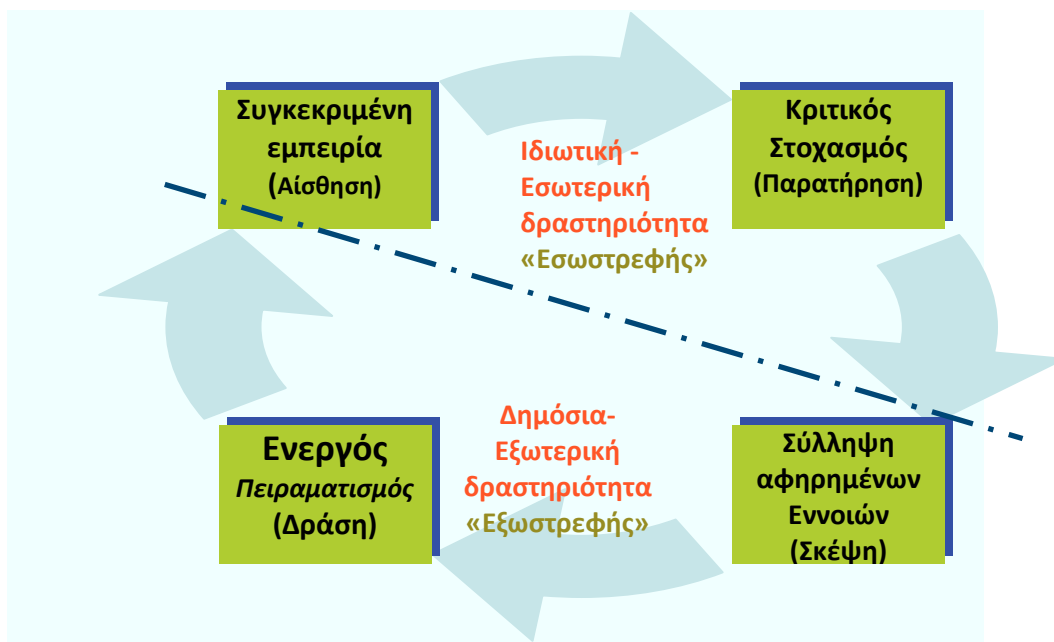 Συγκεκριμένη
εμπειρία
(Αίσθηση)
Κριτικός
Στοχασμός
(Παρατήρηση)
Ιδιωτική -
Εσωτερική
δραστηριότητα
«Εσωστρεφής»
Δημόσια-
Εξωτερική
δραστηριότητα
«Εξωστρεφής»
Ενεργός
Πειραματισμός
(Δράση)
Σύλληψη
αφηρημένων
Εννοιών
(Σκέψη)